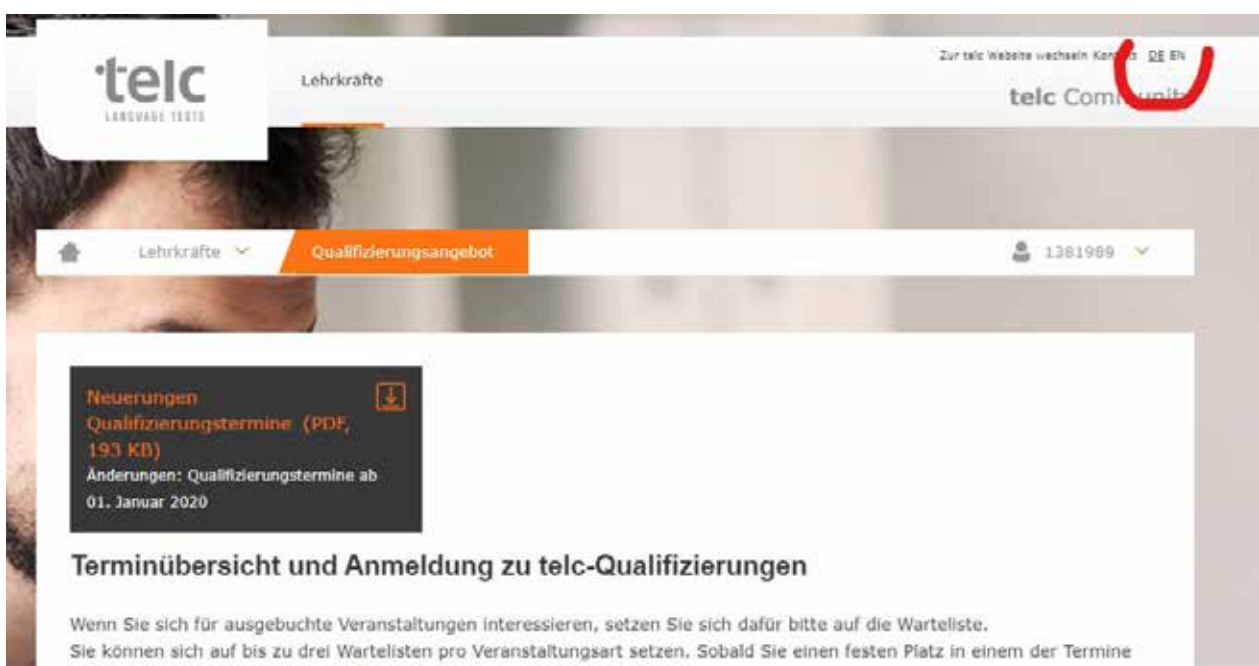 Zur telc Website wechseln Kontakt DE EN
telc
LANGUAGE TESTS
Lehrkräfte
telc Community
Lehrkräfte
Qualifizierungsangebot
1381989
Neuerungen
Qualifizierungstermine (PDF,
193 KB)
Änderungen: Qualifizierungstermine ab
01. Januar 2020
Terminübersicht und Anmeldung zu telc-Qualifizierungen
Wenn Sie sich für ausgebuchte Veranstaltungen interessieren, setzen Sie sich dafür bitte auf die Warteliste.
Sie können sich auf bis zu drei Wartelisten pro Veranstaltungsart setzen. Sobald Sie einen festen Platz in einem der Termine